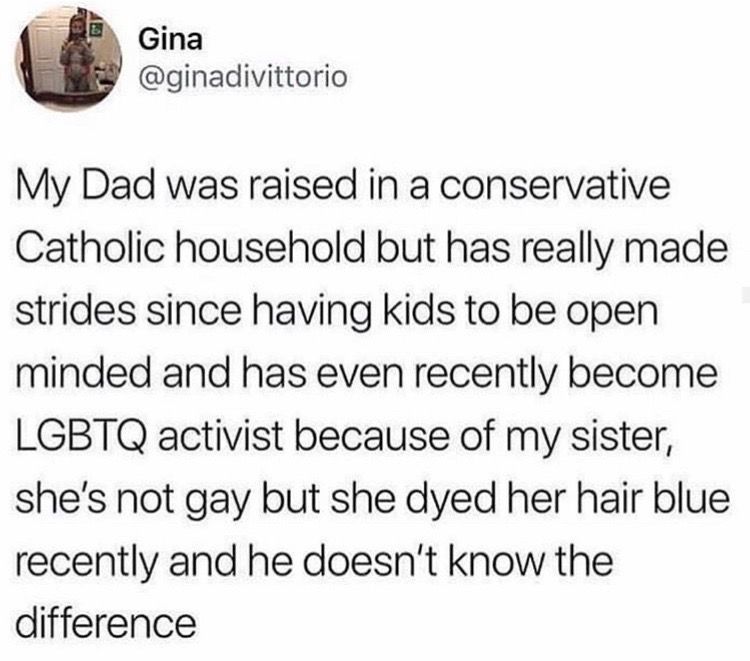 Gina
@ginadivittorio
My Dad was raised in a conservative
Catholic household but has really made
strides since having kids to be open
minded and has even recently become
LGBTQ activist because of my sister,
she's not gay but she dyed her hair blue
recently and he doesn't know the
difference